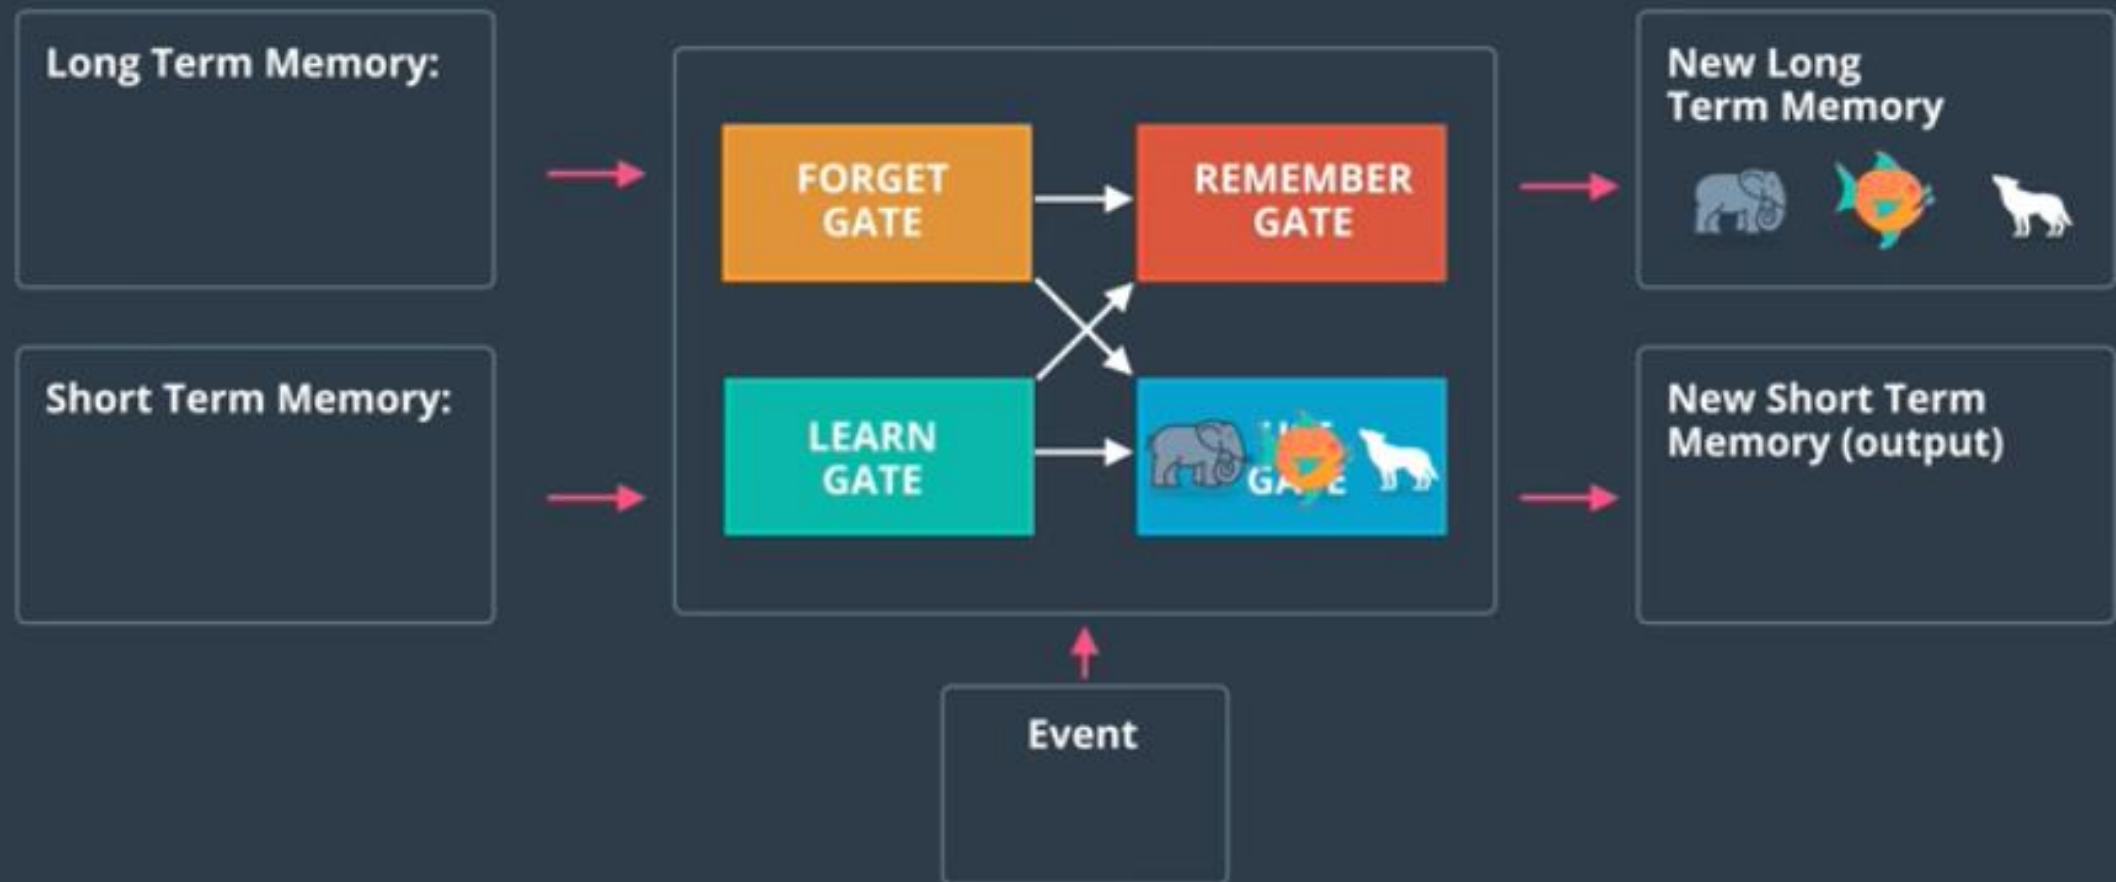 Long Term Memory:
New Long
Term Memory
FORGET
GATE
REMEMBER
GATE
Short Term Memory:
LEARN
GATE
New Short Term
Memory (output)
Event